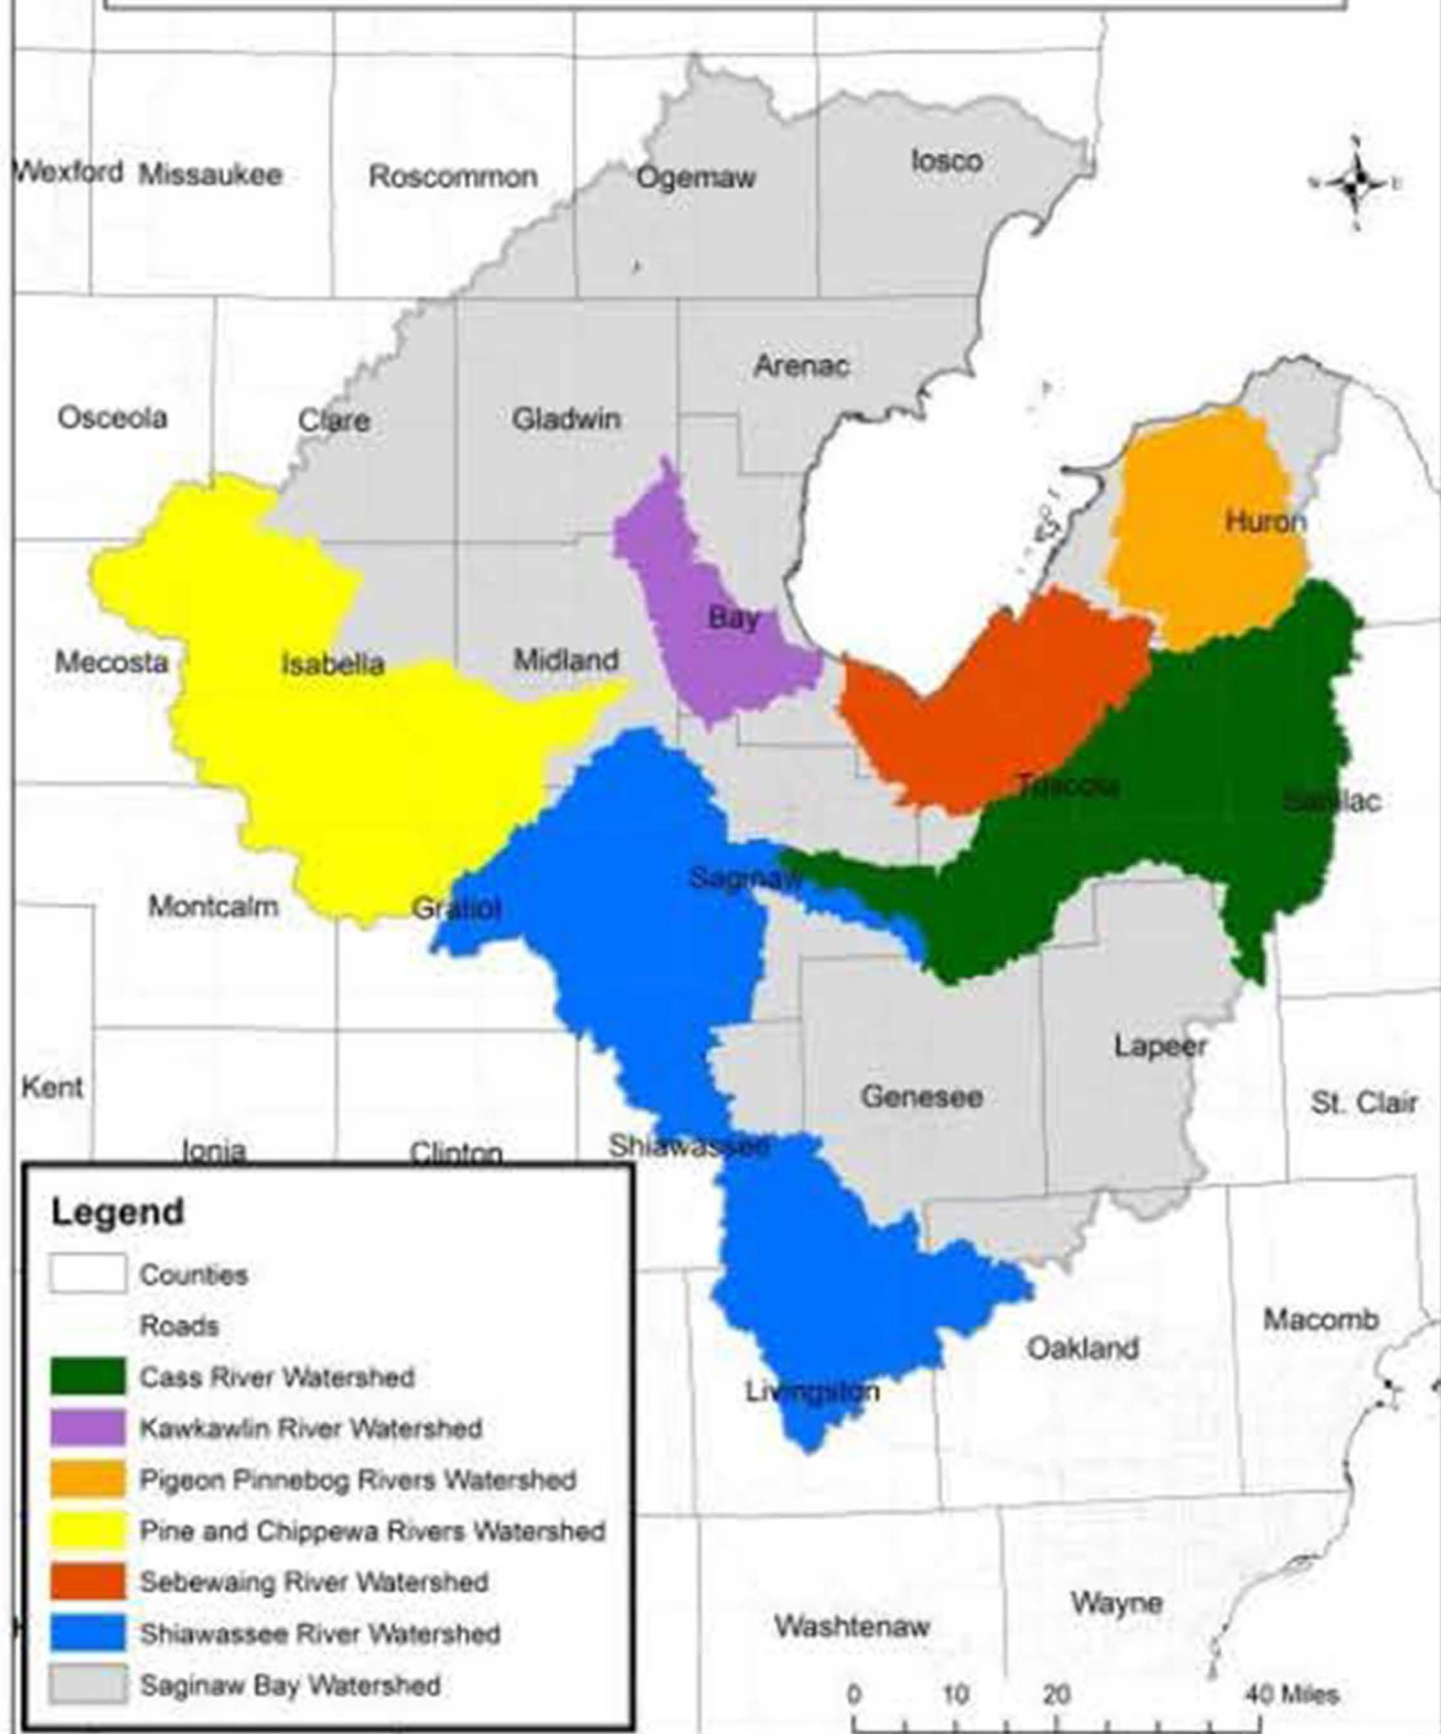 Wexford Missaukee
Roscommon
Ogemaw
Iosco
Arenac
Osceola
Clare
Gladwin
Huron
Bay
Mecosta
Isabella
Midland
Tuscola
Sanilac
Saginaw
Montcalm
Gratiot
Lapeer
Kent
Genesee
St. Clair
Ionia
Clinton
Shiawassee
Legend
Counties
Roads
Cass River Watershed
Kawkawlin River Watershed
Pigeon Pinnebog Rivers Watershed
Pine and Chippewa Rivers Watershed
Sebewaing River Watershed
Shiawassee River Watershed
Saginaw Bay Watershed
Macomb
Oakland
Livingston
Wayne
Washtenaw
0 10 20 40 Miles